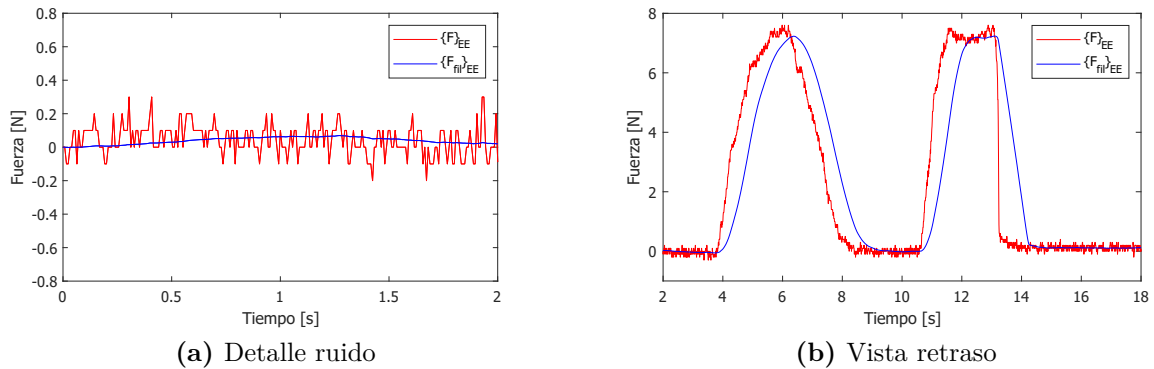 0.8
0.6
0.4
0.2
0
-0.2
-0.4
-0.6
-0.8
Fuerza [N]
0 0.5 1 1.5 2
Tiempo [s]
{F}EE
{Ffil}EE
(a) Detalle ruido
8
6
4
2
0
Fuerza [N]
2 4 6 8 10 12 14 16 18
Tiempo [s]
{F}EE
{Ffil}EE
(b) Vista retraso